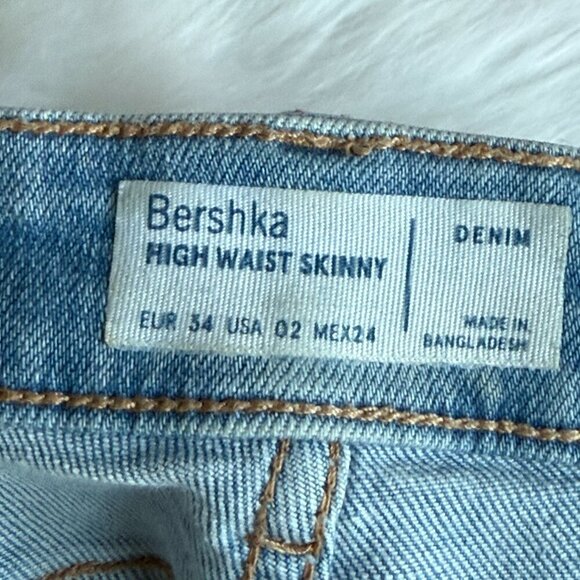 Bershka
HIGH WAIST SKINNY
EUR 34 USA 02 MEX24
DENIM
MADE IN
BANGLADESH